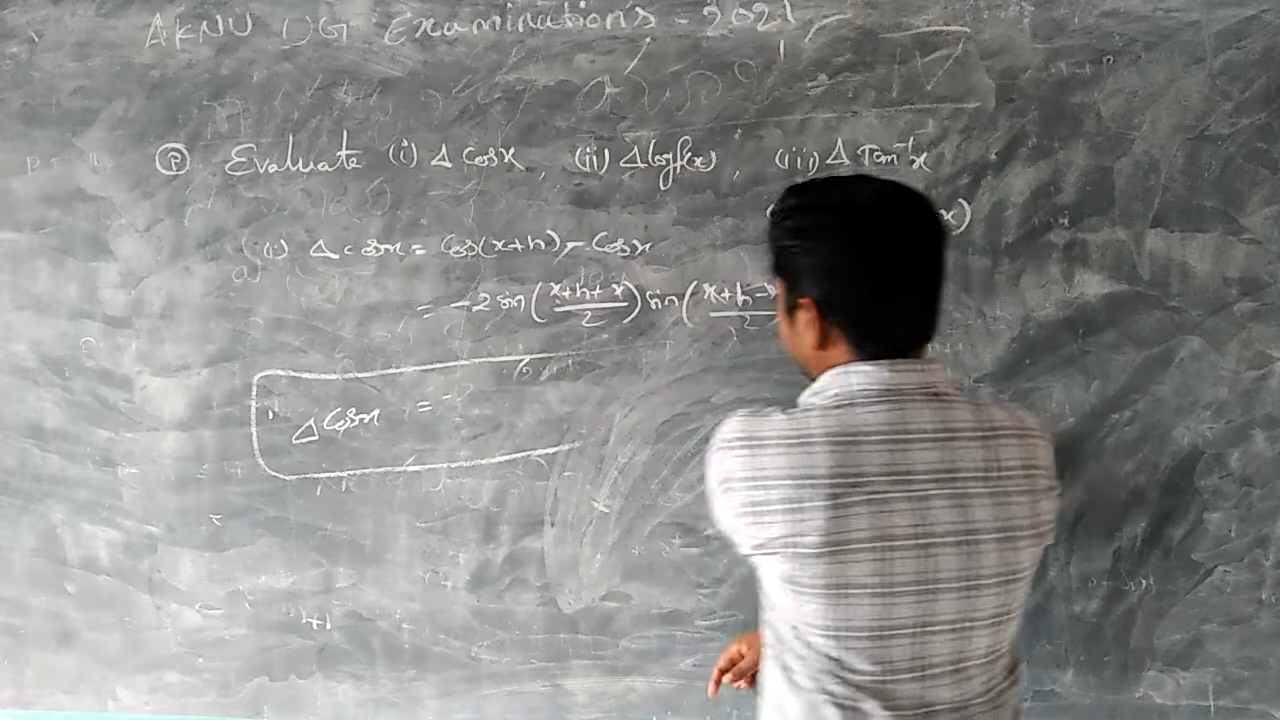 AKNU UG Examinations - 2021
(P) Evaluate (i) Δ Cosx, (ii) Δlogf(x), (iii) Δ Tan⁻¹x
x)
(i) Δ cosx = Cos(x+h) - Cosx
= -2 sin((x+h+x)/2) sin((x+h-
Δ Cosx = -